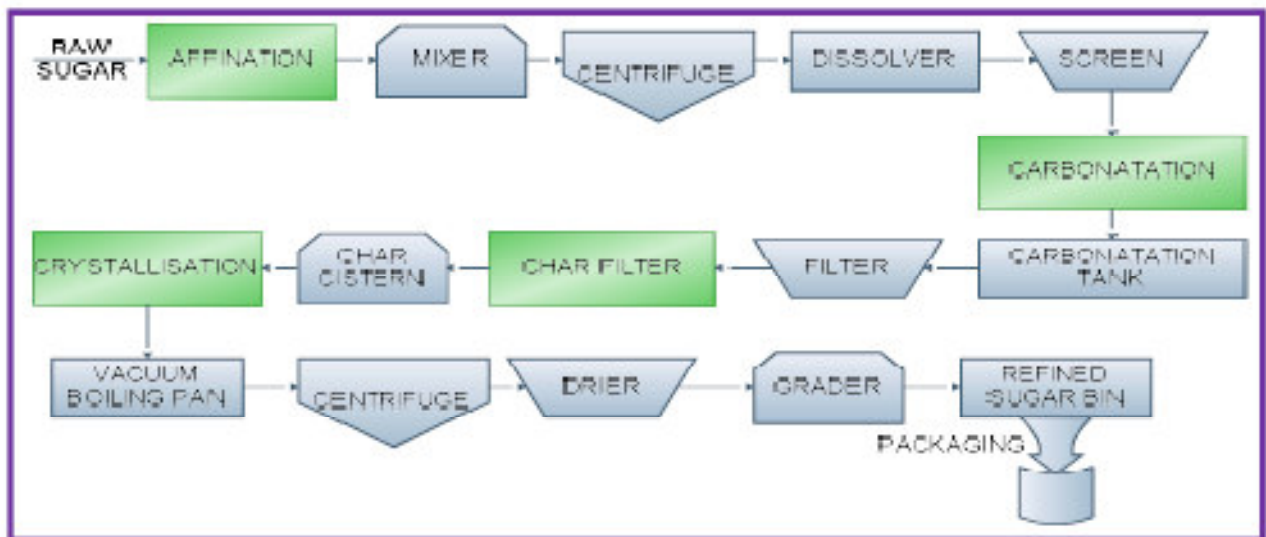 RAW
SUGAR
AFFINATION
MIXER
CENTRIFUGE
DISSOLVER
SCREEN
CARBONATATION
CRYSTALLISATION
CHAR
CISTERN
CHAR FILTER
FILTER
CARBONATATION
TANK
VACUUM
BOILING PAN
CENTRIFUGE
DRIER
GRADER
REFINED
SUGAR BIN
PACKAGING